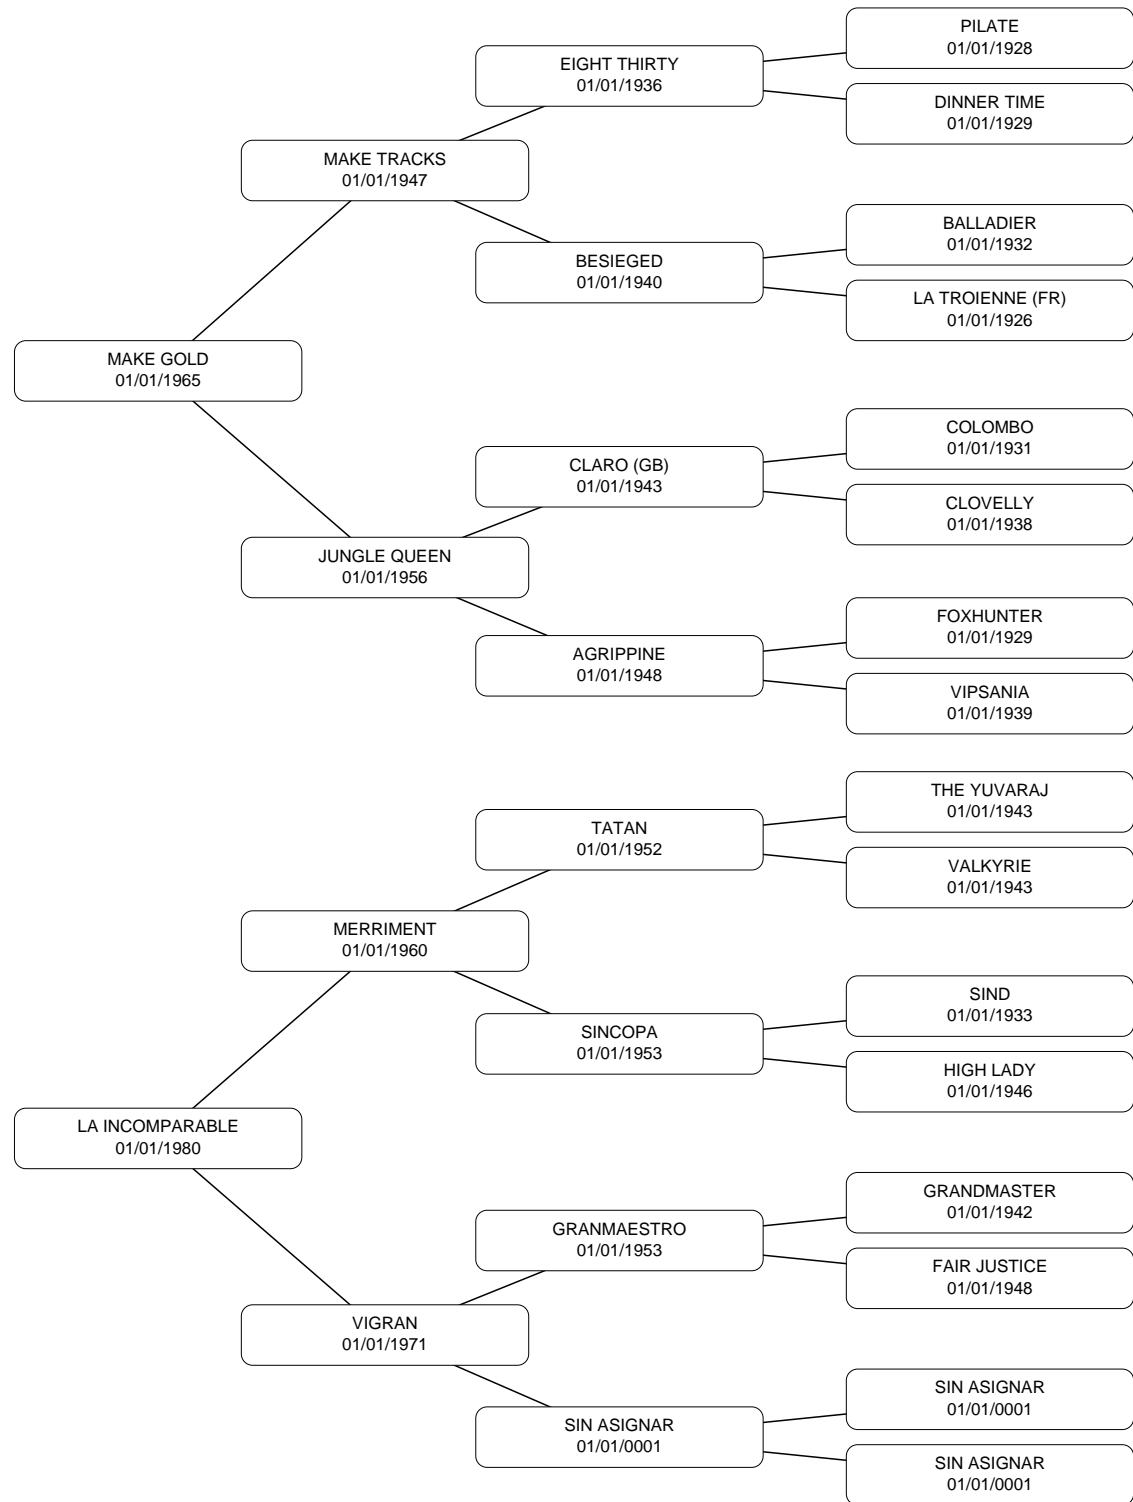 PILATE
01/01/1928
EIGHT THIRTY
01/01/1936
DINNER TIME
01/01/1929
MAKE TRACKS
01/01/1947
BALLADIER
01/01/1932
BESIEGED
01/01/1940
LA TROIENNE (FR)
01/01/1926
MAKE GOLD
01/01/1965
COLOMBO
01/01/1931
CLARO (GB)
01/01/1943
CLOVELLY
01/01/1938
JUNGLE QUEEN
01/01/1956
FOXHUNTER
01/01/1929
AGRIPPINE
01/01/1948
VIPSANIA
01/01/1939
THE YUVARAJ
01/01/1943
TATAN
01/01/1952
VALKYRIE
01/01/1943
MERRIMENT
01/01/1960
SIND
01/01/1933
SINCOPA
01/01/1953
HIGH LADY
01/01/1946
LA INCOMPARABLE
01/01/1980
GRANDMASTER
01/01/1942
GRANMAESTRO
01/01/1953
FAIR JUSTICE
01/01/1948
VIGRAN
01/01/1971
SIN ASIGNAR
01/01/0001
SIN ASIGNAR
01/01/0001
SIN ASIGNAR
01/01/0001